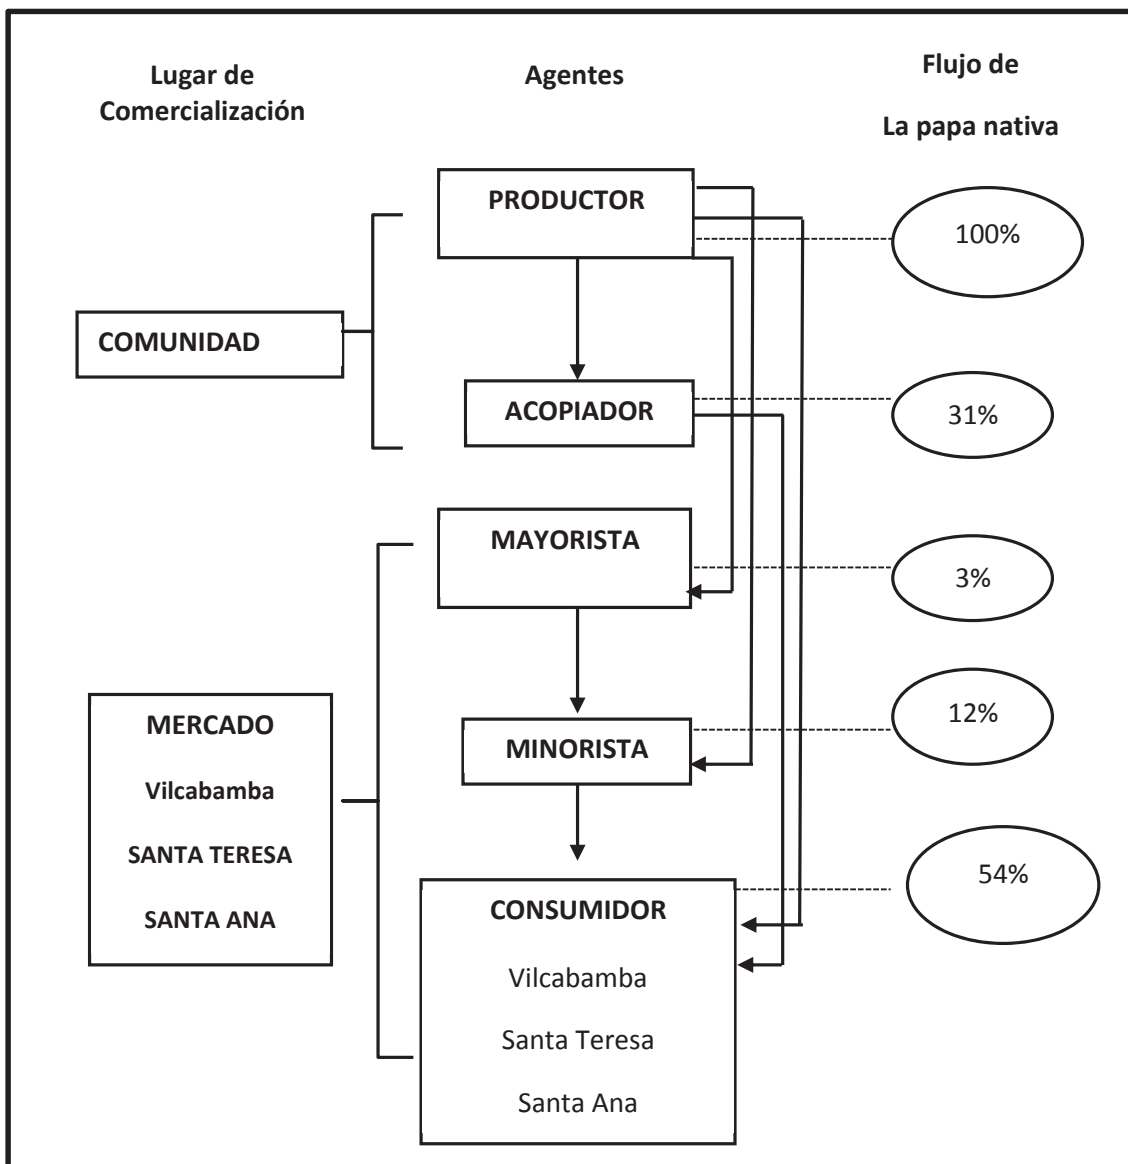 Lugar de
Comercialización
Agentes
Flujo de
La papa nativa
PRODUCTOR
100%
COMUNIDAD
ACOPIADOR
31%
MAYORISTA
3%
MERCADO
Vilcabamba
SANTA TERESA
SANTA ANA
MINORISTA
12%
CONSUMIDOR
Vilcabamba
Santa Teresa
Santa Ana
54%